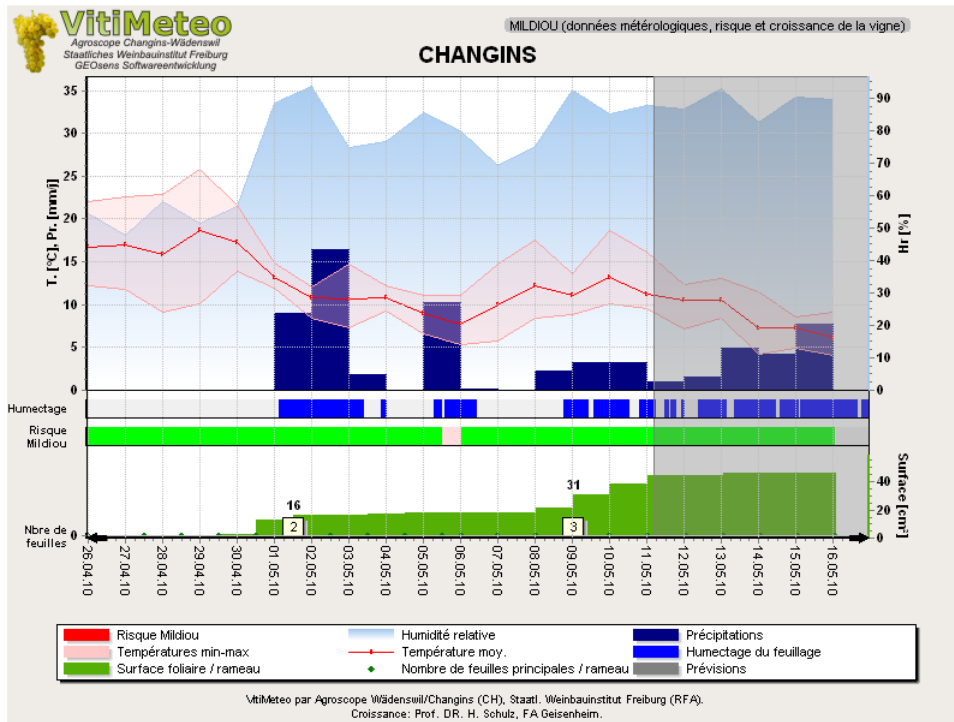 VitiMeteo
Agroscope Changins-Wädenswil
Staatliches Weinbauinstitut Freiburg
GEOsens Softwareentwicklung
MILDIOU (données métérologiques, risque et croissance de la vigne)
CHANGINS
T. [°C], Pr. [mm/j]
35
30
25
20
15
10
5
0
90
80
70
60
50
40
30
20
10
0
Hr [%]
Humectage
Risque
Mildiou
Nbre de
feuilles
16
2
31
3
40
20
0
Surface [cm²]
26.04.10
27.04.10
28.04.10
29.04.10
30.04.10
01.05.10
02.05.10
03.05.10
04.05.10
05.05.10
06.05.10
07.05.10
08.05.10
09.05.10
10.05.10
11.05.10
12.05.10
13.05.10
14.05.10
15.05.10
16.05.10
Risque Mildiou Humidité relative Précipitations
Températures min-max Température moy. Humectage du feuillage
Surface foliaire / rameau Nombre de feuilles principales / rameau Prévisions
VitiMeteo par Agroscope Wädenswil/Changins (CH), Staatl. Weinbauinstitut Freiburg (RFA).
Croissance: Prof. DR. H. Schulz, FA Geisenheim.